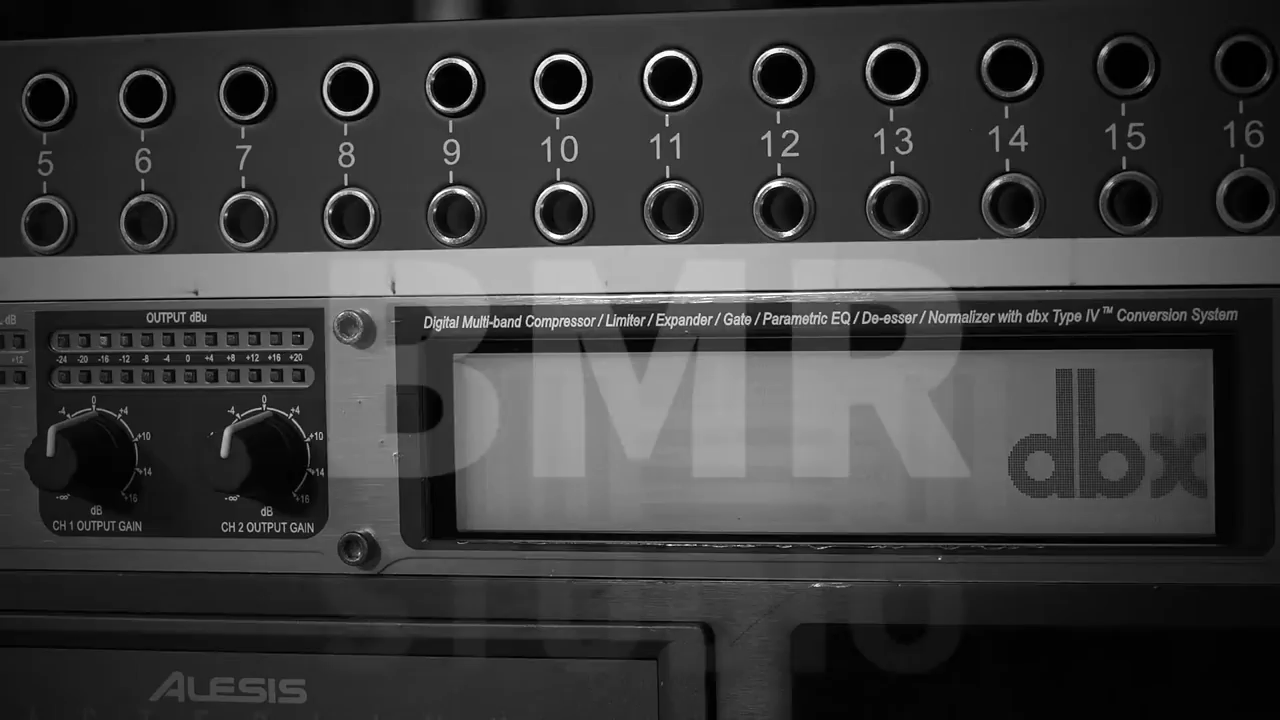 5 6 7 8 9 10 11 12 13 14 15 16
BMR
STUDIO
dB
OUTPUT dBu
+12 -24 -20 -16 -12 -8 -4 0 +4 +8 +12 +16 +20
Digital Multi-band Compressor / Limiter / Expander / Gate / Parametric EQ / De-esser / Normalizer with dbx Type IV™ Conversion System
dbx
-4 0 +4 +10 +14 +16 -∞
dB
CH 1 OUTPUT GAIN
-4 0 +4 +10 +14 +16 -∞
dB
CH 2 OUTPUT GAIN
ALESIS